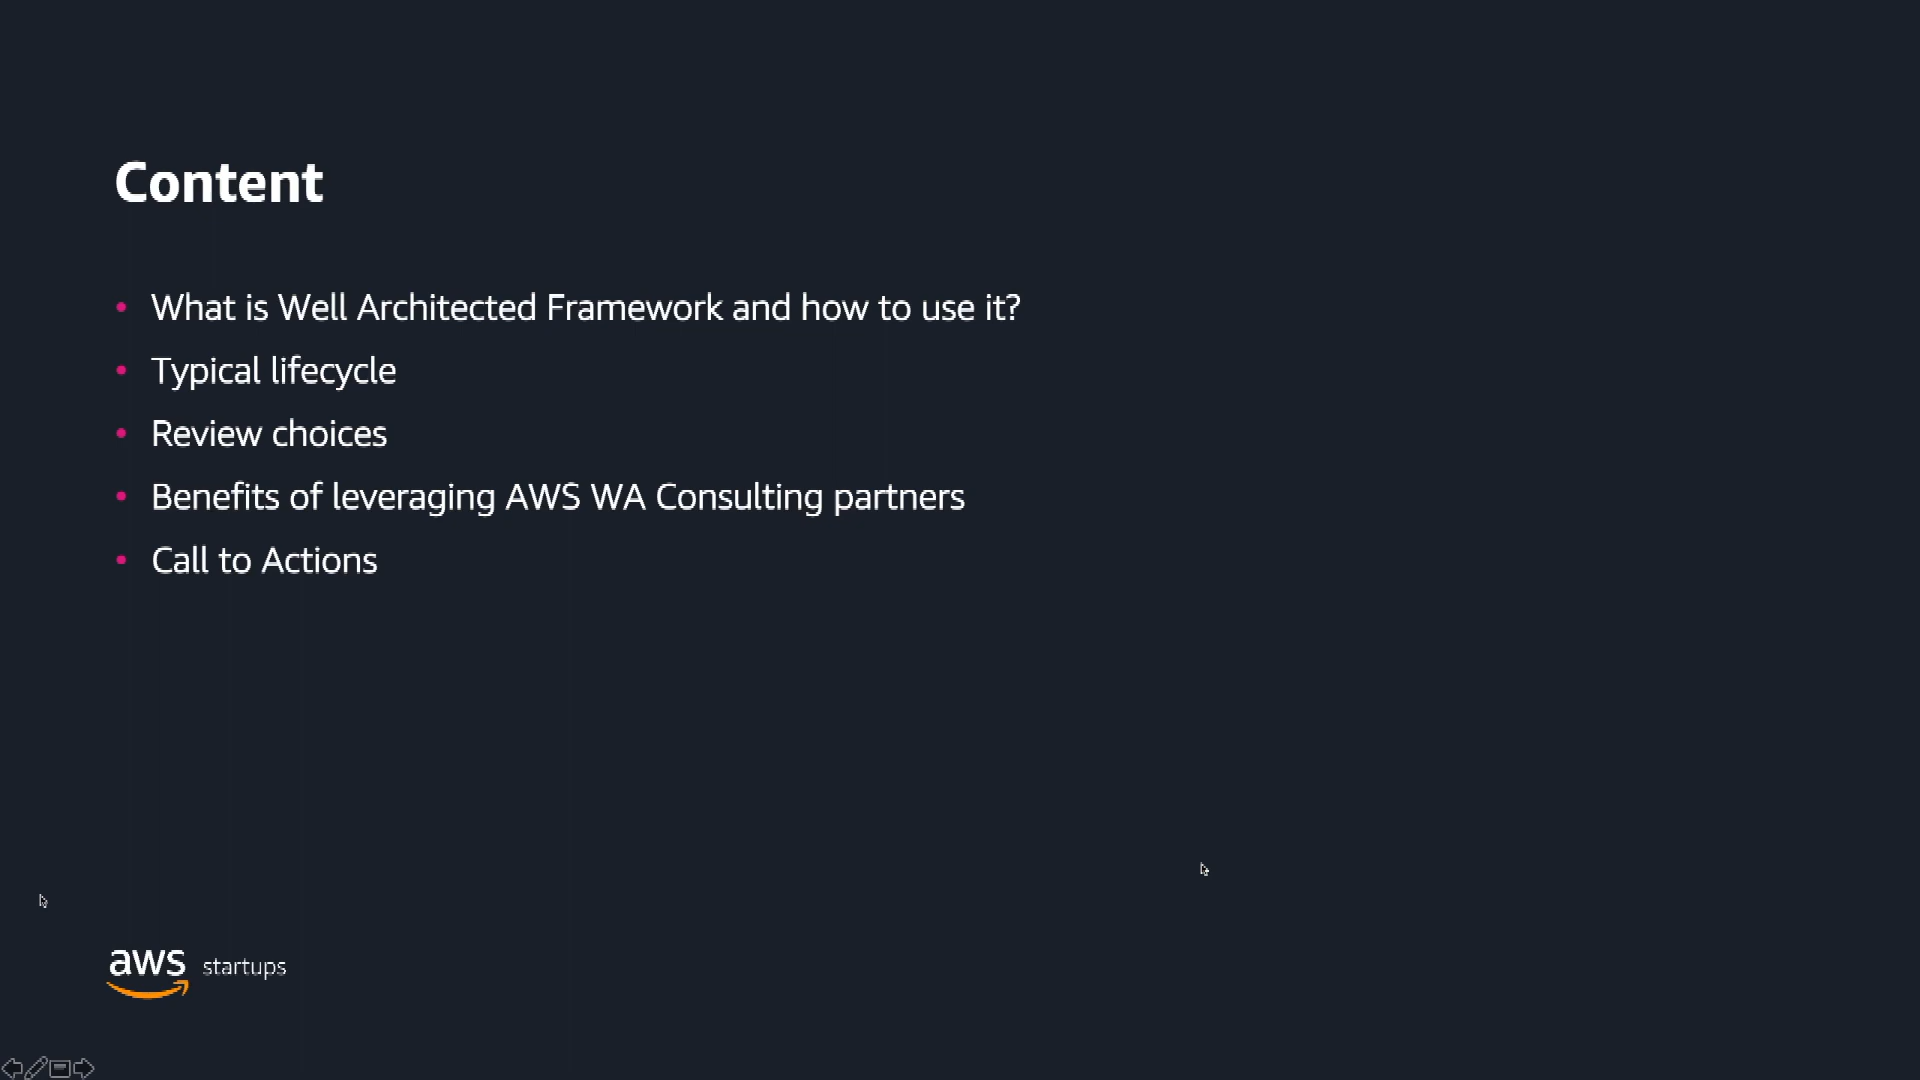 Content
• What is Well Architected Framework and how to use it?
• Typical lifecycle
• Review choices
• Benefits of leveraging AWS WA Consulting partners
• Call to Actions
aws startups